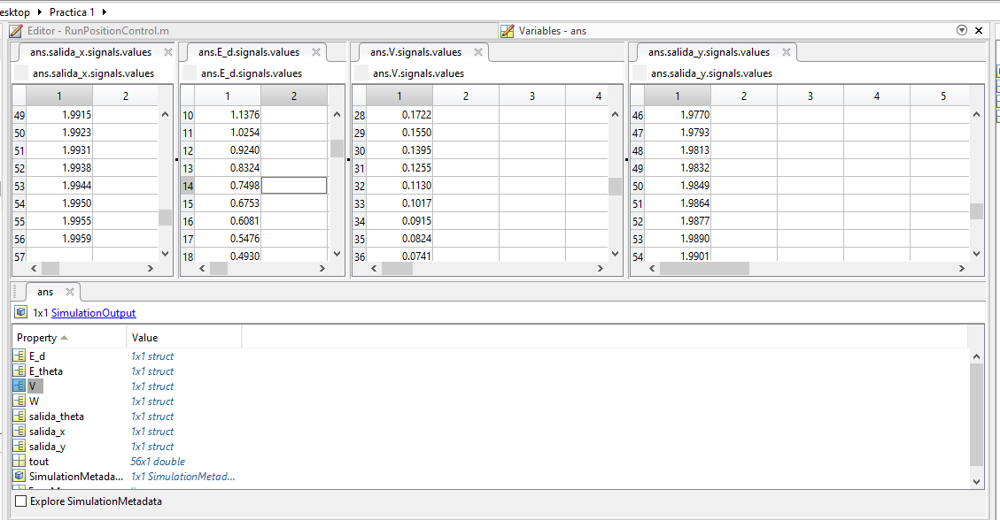 esktop Practica 1
Editor - RunPositionControl.m Variables - ans
ans.salida_x.signals.values
ans.salida_x.signals.values
1 2
49 1.9915
50 1.9923
51 1.9931
52 1.9938
53 1.9944
54 1.9950
55 1.9955
56 1.9959
57
ans.E_d.signals.values
ans.E_d.signals.values
1 2
10 1.1376
11 1.0254
12 0.9240
13 0.8324
14 0.7498
15 0.6753
16 0.6081
17 0.5476
18 0.4930
ans.V.signals.values
ans.V.signals.values
1 2 3 4
28 0.1722
29 0.1550
30 0.1395
31 0.1255
32 0.1130
33 0.1017
34 0.0915
35 0.0824
36 0.0741
ans.salida_y.signals.values
ans.salida_y.signals.values
1 2 3 4 5
46 1.9770
47 1.9793
48 1.9813
49 1.9832
50 1.9849
51 1.9864
52 1.9877
53 1.9890
54 1.9901
ans
1x1 SimulationOutput
Property Value
E_d 1x1 struct
E_theta 1x1 struct
V 1x1 struct
W 1x1 struct
salida_theta 1x1 struct
salida_x 1x1 struct
salida_y 1x1 struct
tout 56x1 double
SimulationMetada... 1x1 SimulationMetad...
Explore SimulationMetadata